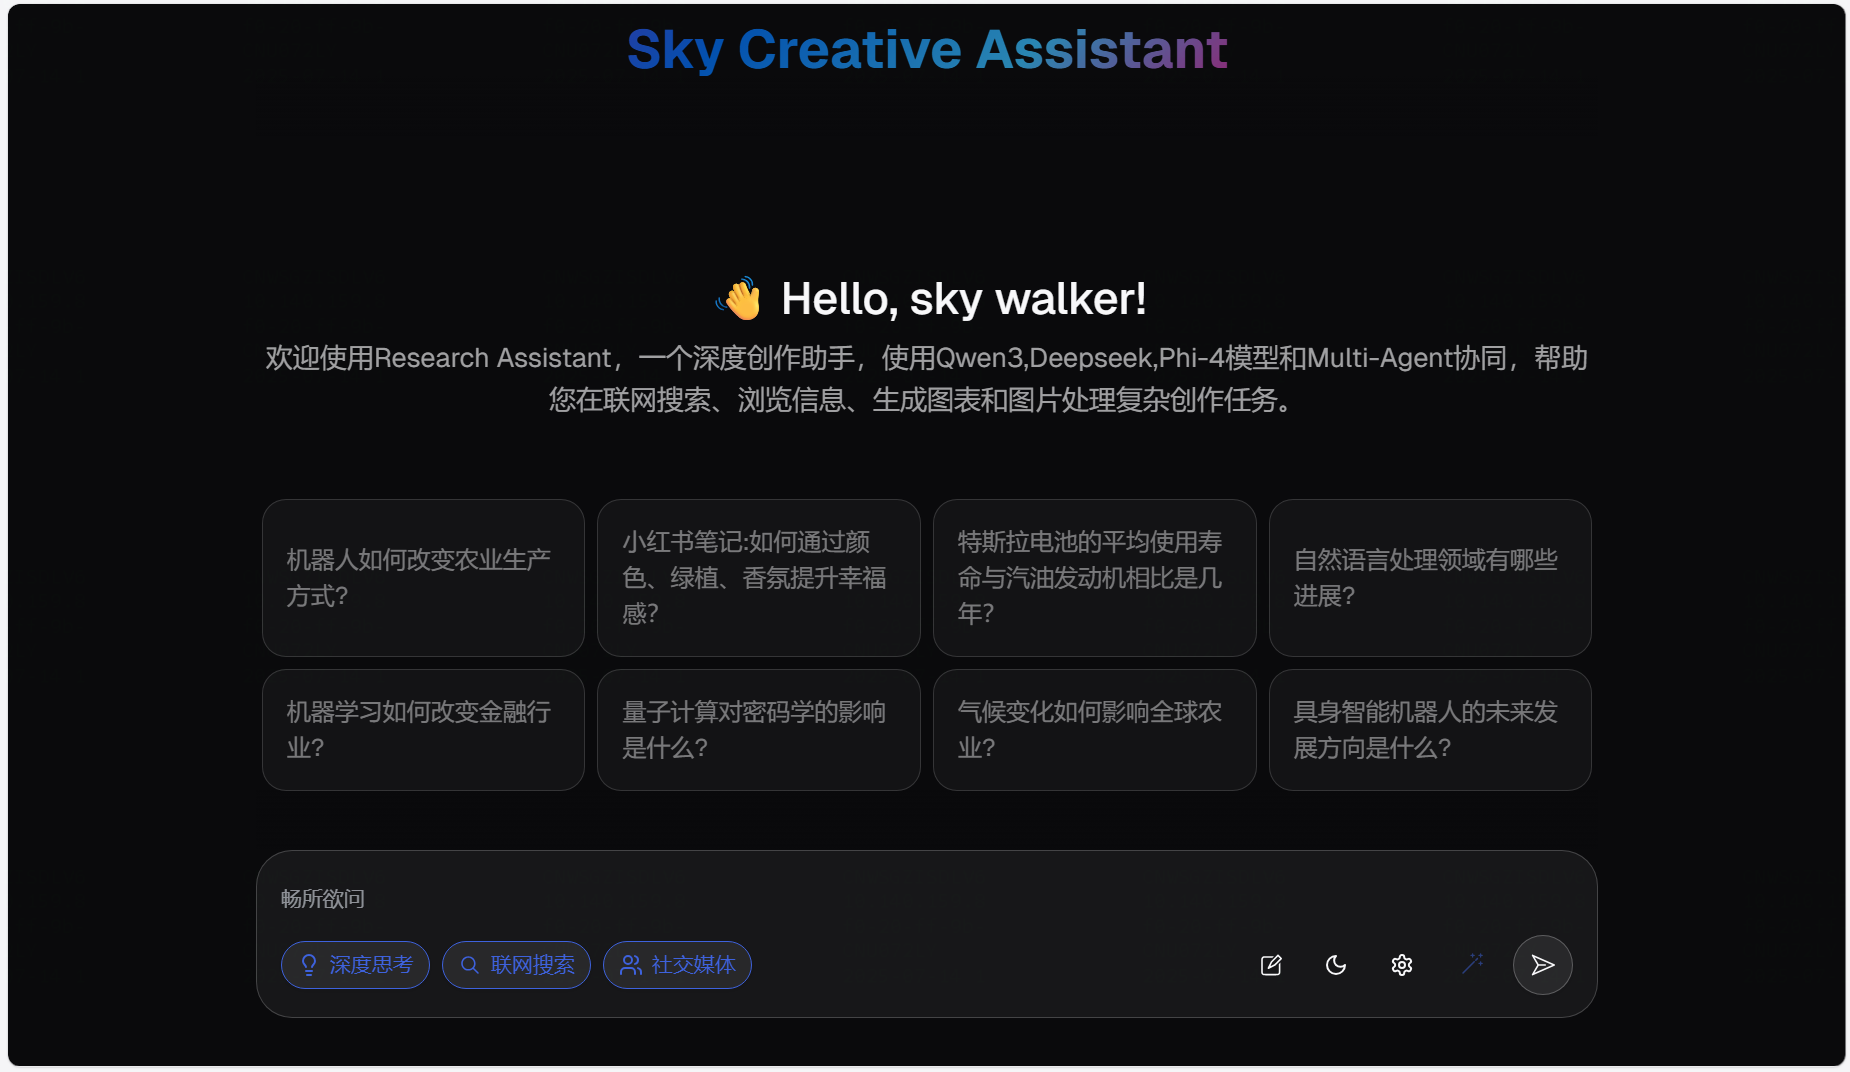 Sky Creative Assistant
👋 Hello, sky walker!
欢迎使用Research Assistant，一个深度创作助手，使用Qwen3,Deepseek,Phi-4模型和Multi-Agent协同，帮助
您在联网搜索、浏览信息、生成图表和图片处理复杂创作任务。
机器人如何改变农业生产
方式?
小红书笔记:如何通过颜
色、绿植、香氛提升幸福
感?
特斯拉电池的平均使用寿
命与汽油发动机相比是几
年?
自然语言处理领域有哪些
进展?
机器学习如何改变金融行
业?
量子计算对密码学的影响
是什么?
气候变化如何影响全球农
业?
具身智能机器人的未来发
展方向是什么?
畅所欲问
深度思考
联网搜索
社交媒体